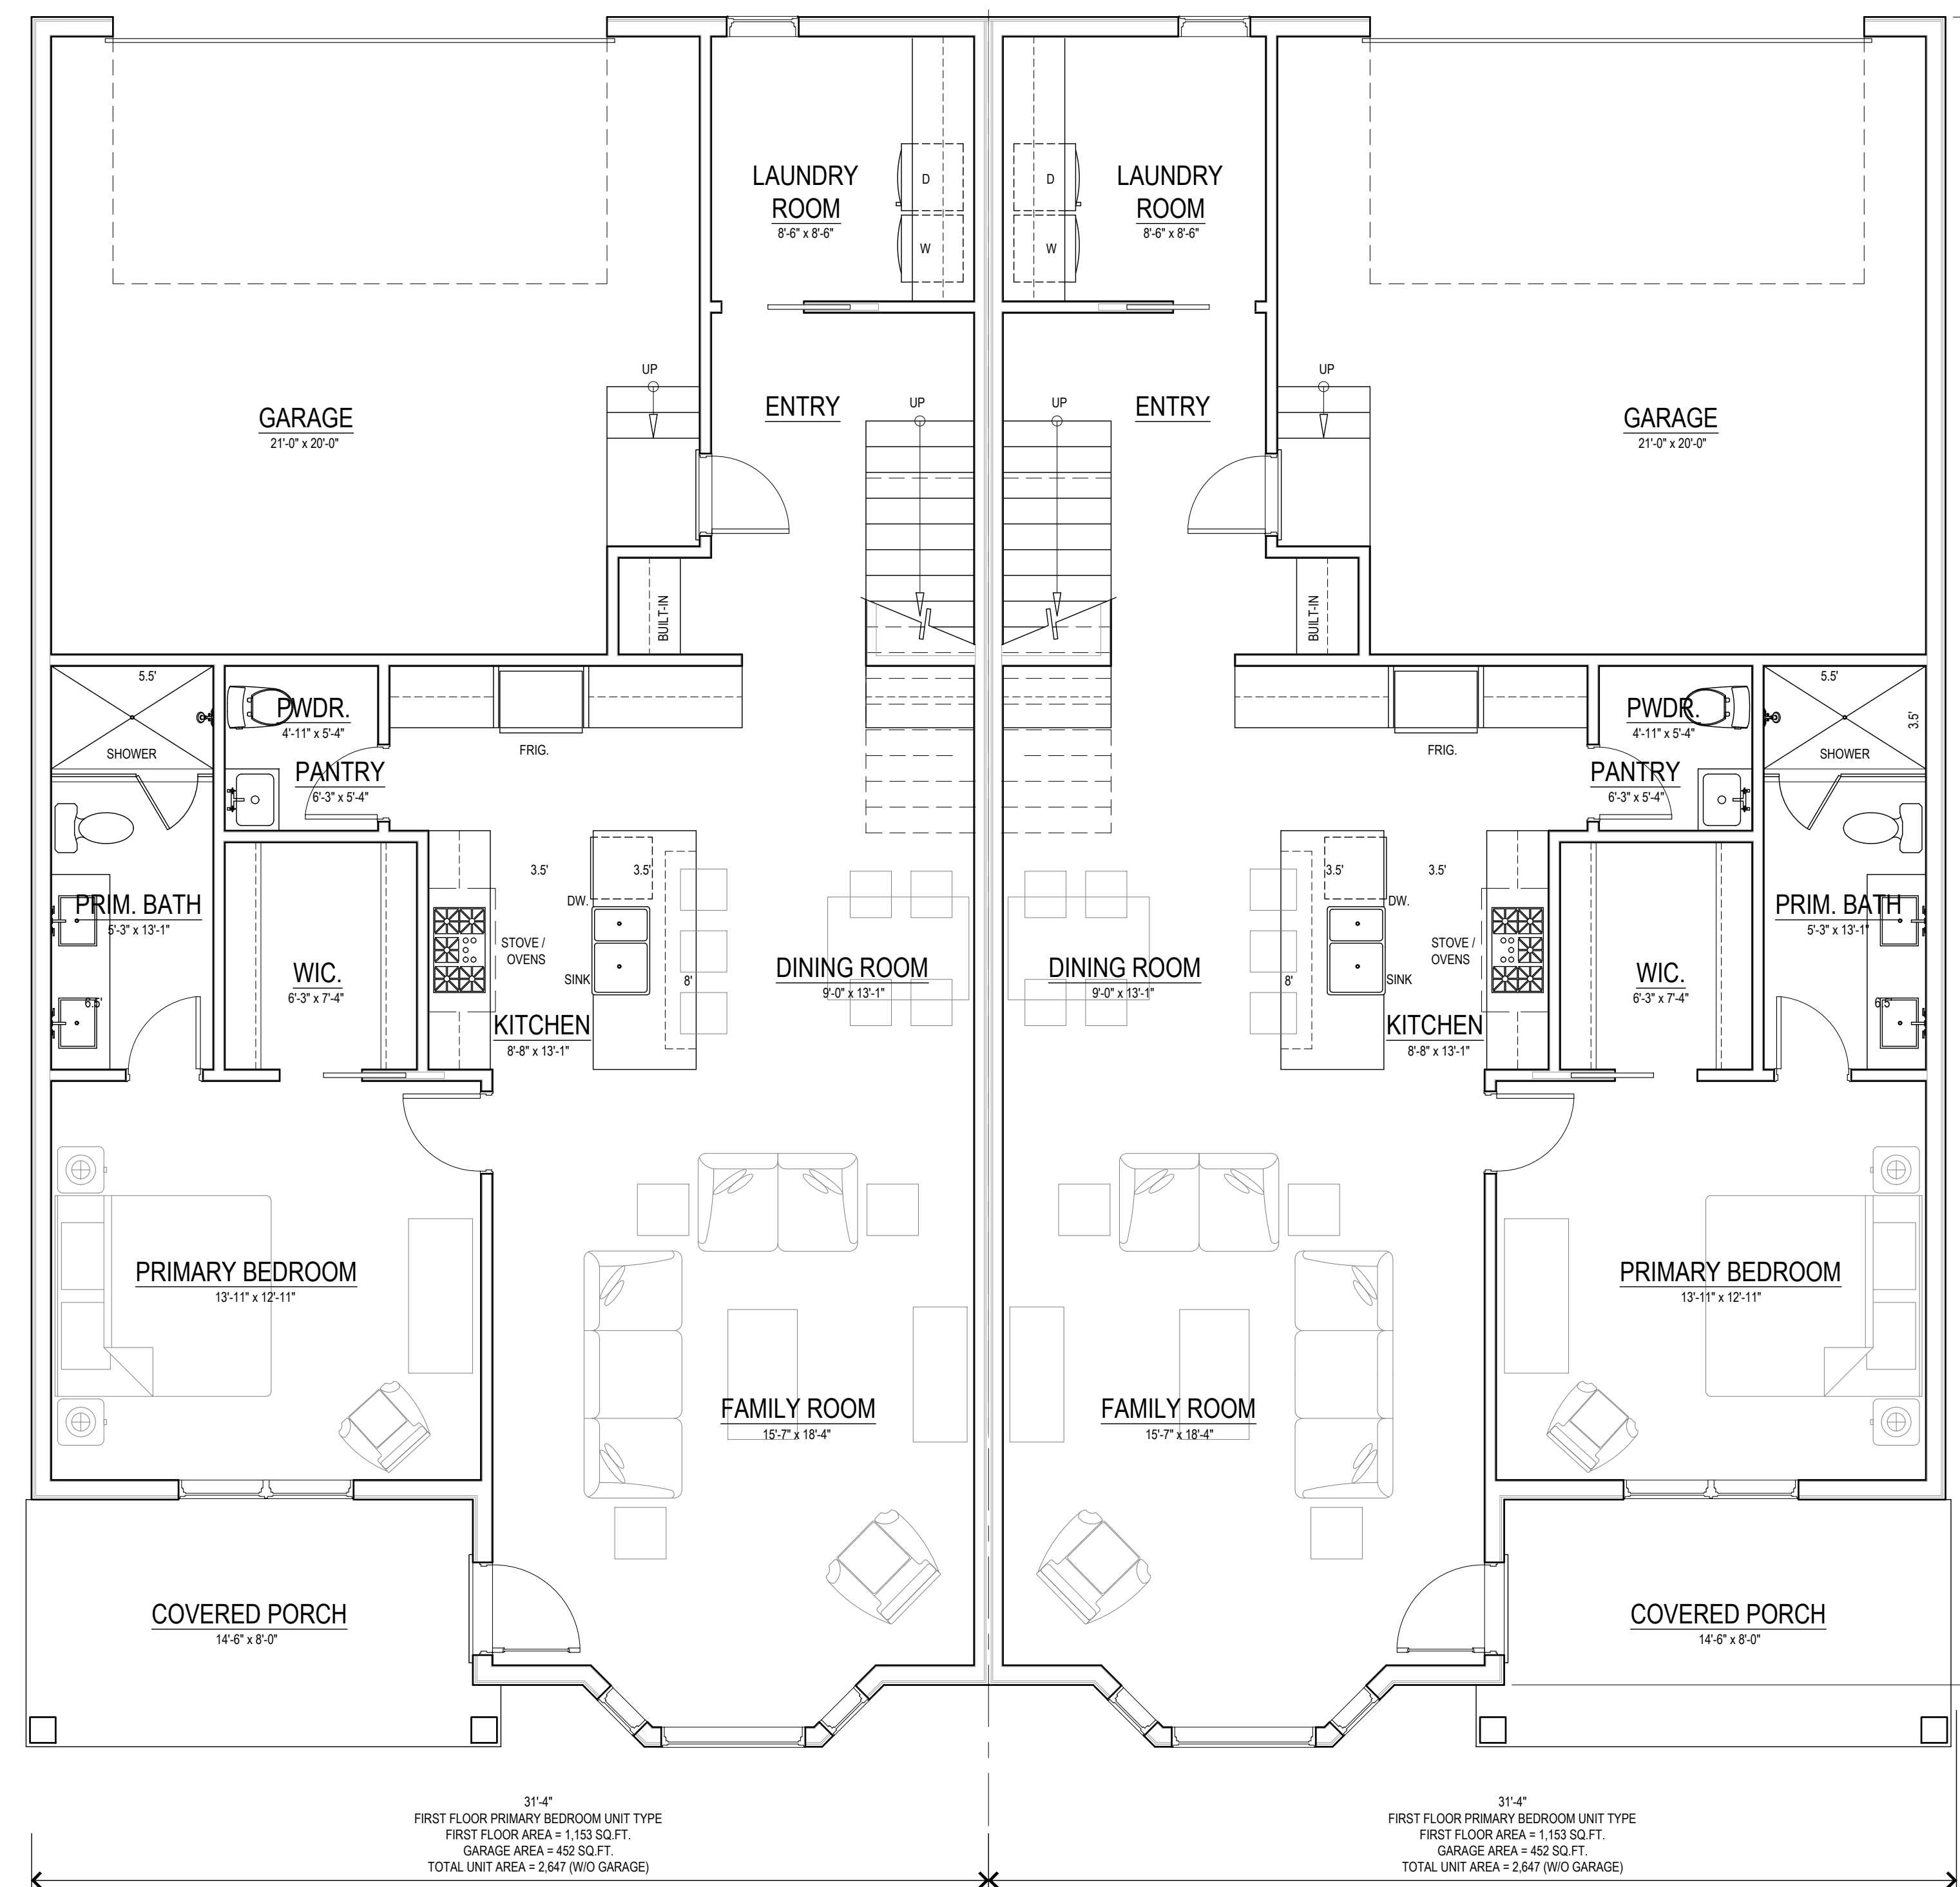 LAUNDRY
ROOM
8'-6" x 8'-6"
D
W
D
W
LAUNDRY
ROOM
8'-6" x 8'-6"
UP
ENTRY
UP
UP
ENTRY
UP
GARAGE
21'-0" x 20'-0"
GARAGE
21'-0" x 20'-0"
BUILT-IN
BUILT-IN
5.5'
SHOWER
PWDR.
4'-11" x 5'-4"
PANTRY
6'-3" x 5'-4"
FRIG.
FRIG.
PWDR.
4'-11" x 5'-4"
PANTRY
6'-3" x 5'-4"
5.5'
3.5'
SHOWER
PRIM. BATH
5'-3" x 13'-1"
6.5'
WIC.
6'-3" x 7'-4"
3.5'
3.5'
DW.
STOVE /
OVENS
SINK
8'
KITCHEN
8'-8" x 13'-1"
DINING ROOM
9'-0" x 13'-1"
DINING ROOM
9'-0" x 13'-1"
3.5'
3.5'
DW.
STOVE /
OVENS
SINK
8'
KITCHEN
8'-8" x 13'-1"
WIC.
6'-3" x 7'-4"
PRIM. BATH
5'-3" x 13'-1"
6.5'
PRIMARY BEDROOM
13'-11" x 12'-11"
PRIMARY BEDROOM
13'-11" x 12'-11"
FAMILY ROOM
15'-7" x 18'-4"
FAMILY ROOM
15'-7" x 18'-4"
COVERED PORCH
14'-6" x 8'-0"
COVERED PORCH
14'-6" x 8'-0"
31'-4"
FIRST FLOOR PRIMARY BEDROOM UNIT TYPE
FIRST FLOOR AREA = 1,153 SQ.FT.
GARAGE AREA = 452 SQ.FT.
TOTAL UNIT AREA = 2,647 (W/O GARAGE)
31'-4"
FIRST FLOOR PRIMARY BEDROOM UNIT TYPE
FIRST FLOOR AREA = 1,153 SQ.FT.
GARAGE AREA = 452 SQ.FT.
TOTAL UNIT AREA = 2,647 (W/O GARAGE)